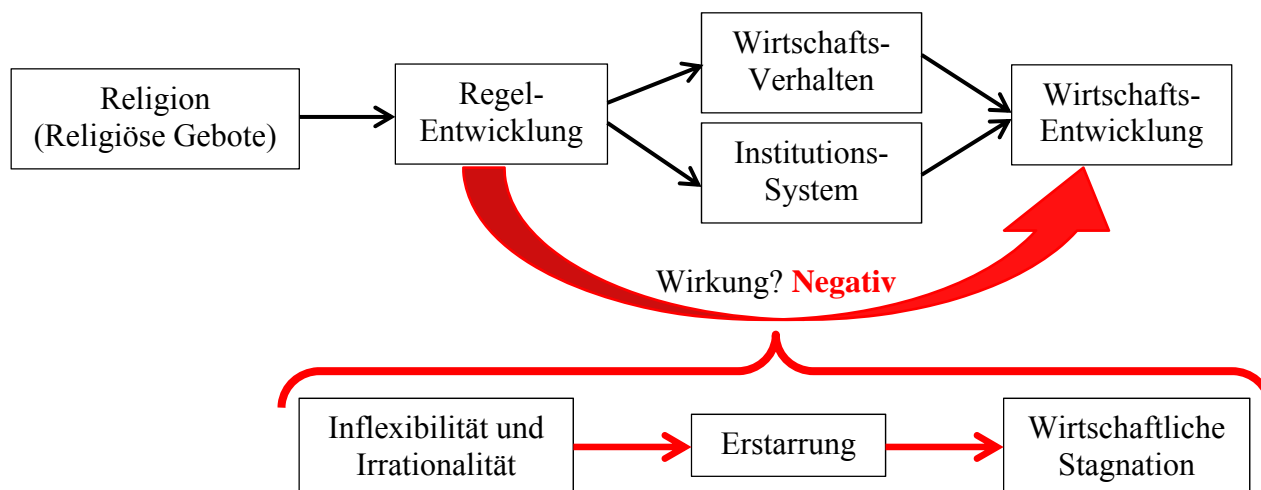 Religion
(Religiöse Gebote)
Regel-
Entwicklung
Wirtschafts-
Verhalten
Institutions-
System
Wirtschafts-
Entwicklung
Wirkung? Negativ
Inflexibilität und
Irrationalität
Erstarrung
Wirtschaftliche
Stagnation